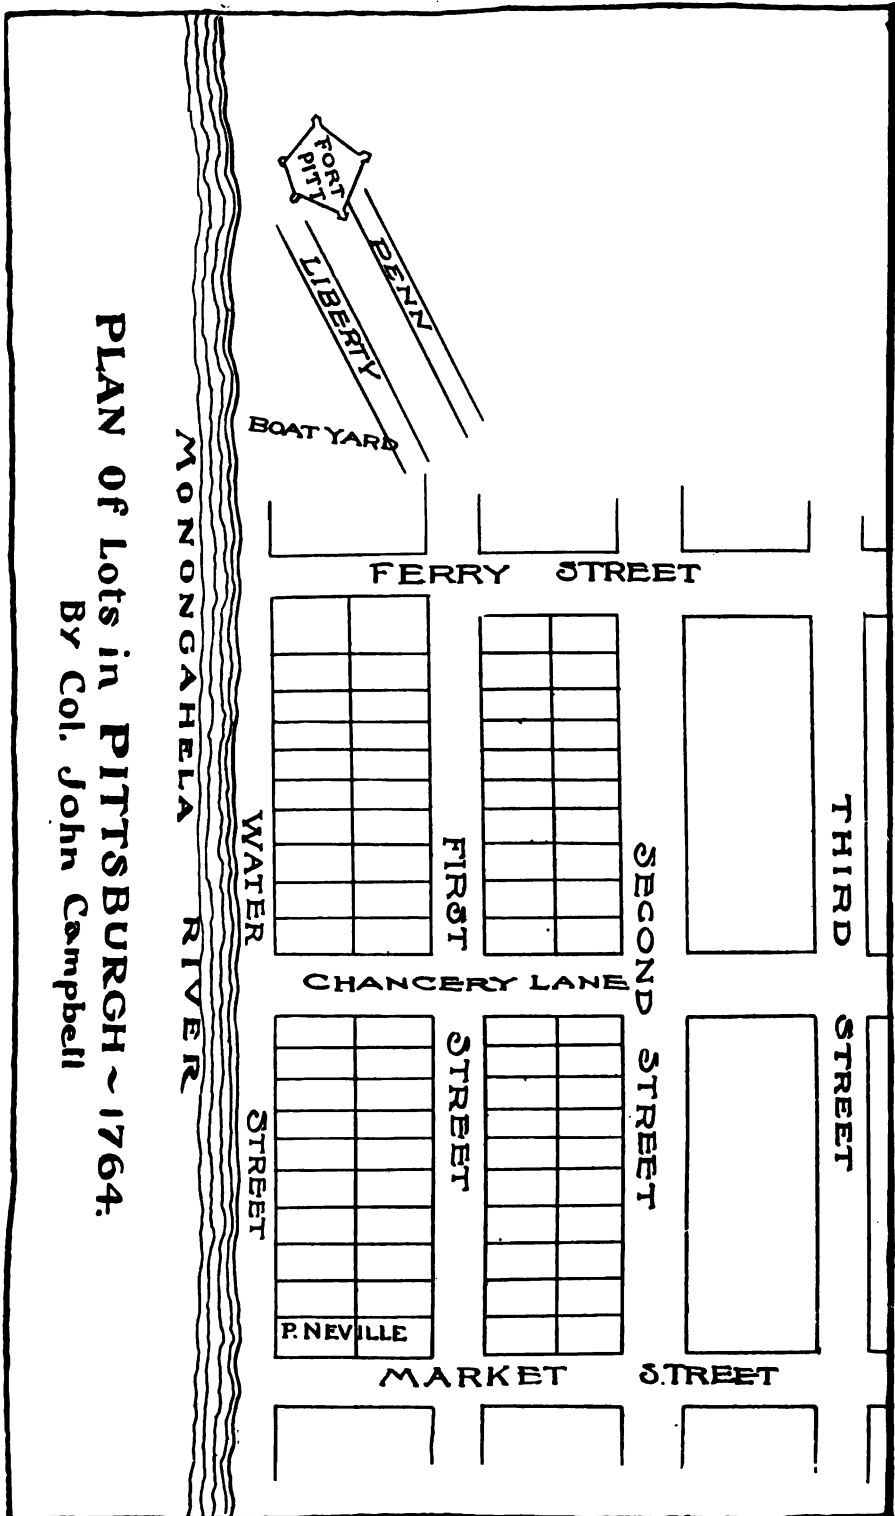 FORT
PITT
PENN
LIBERTY
BOAT YARD
FERRY STREET
WATER STREET
FIRST STREET
SECOND STREET
THIRD STREET
CHANCERY LANE
P. NEVILLE
MARKET S.TREET
MONONGAHELA RIVER
PLAN Of Lots in PITTSBURGH ~ 1764.
By Col. John Campbell